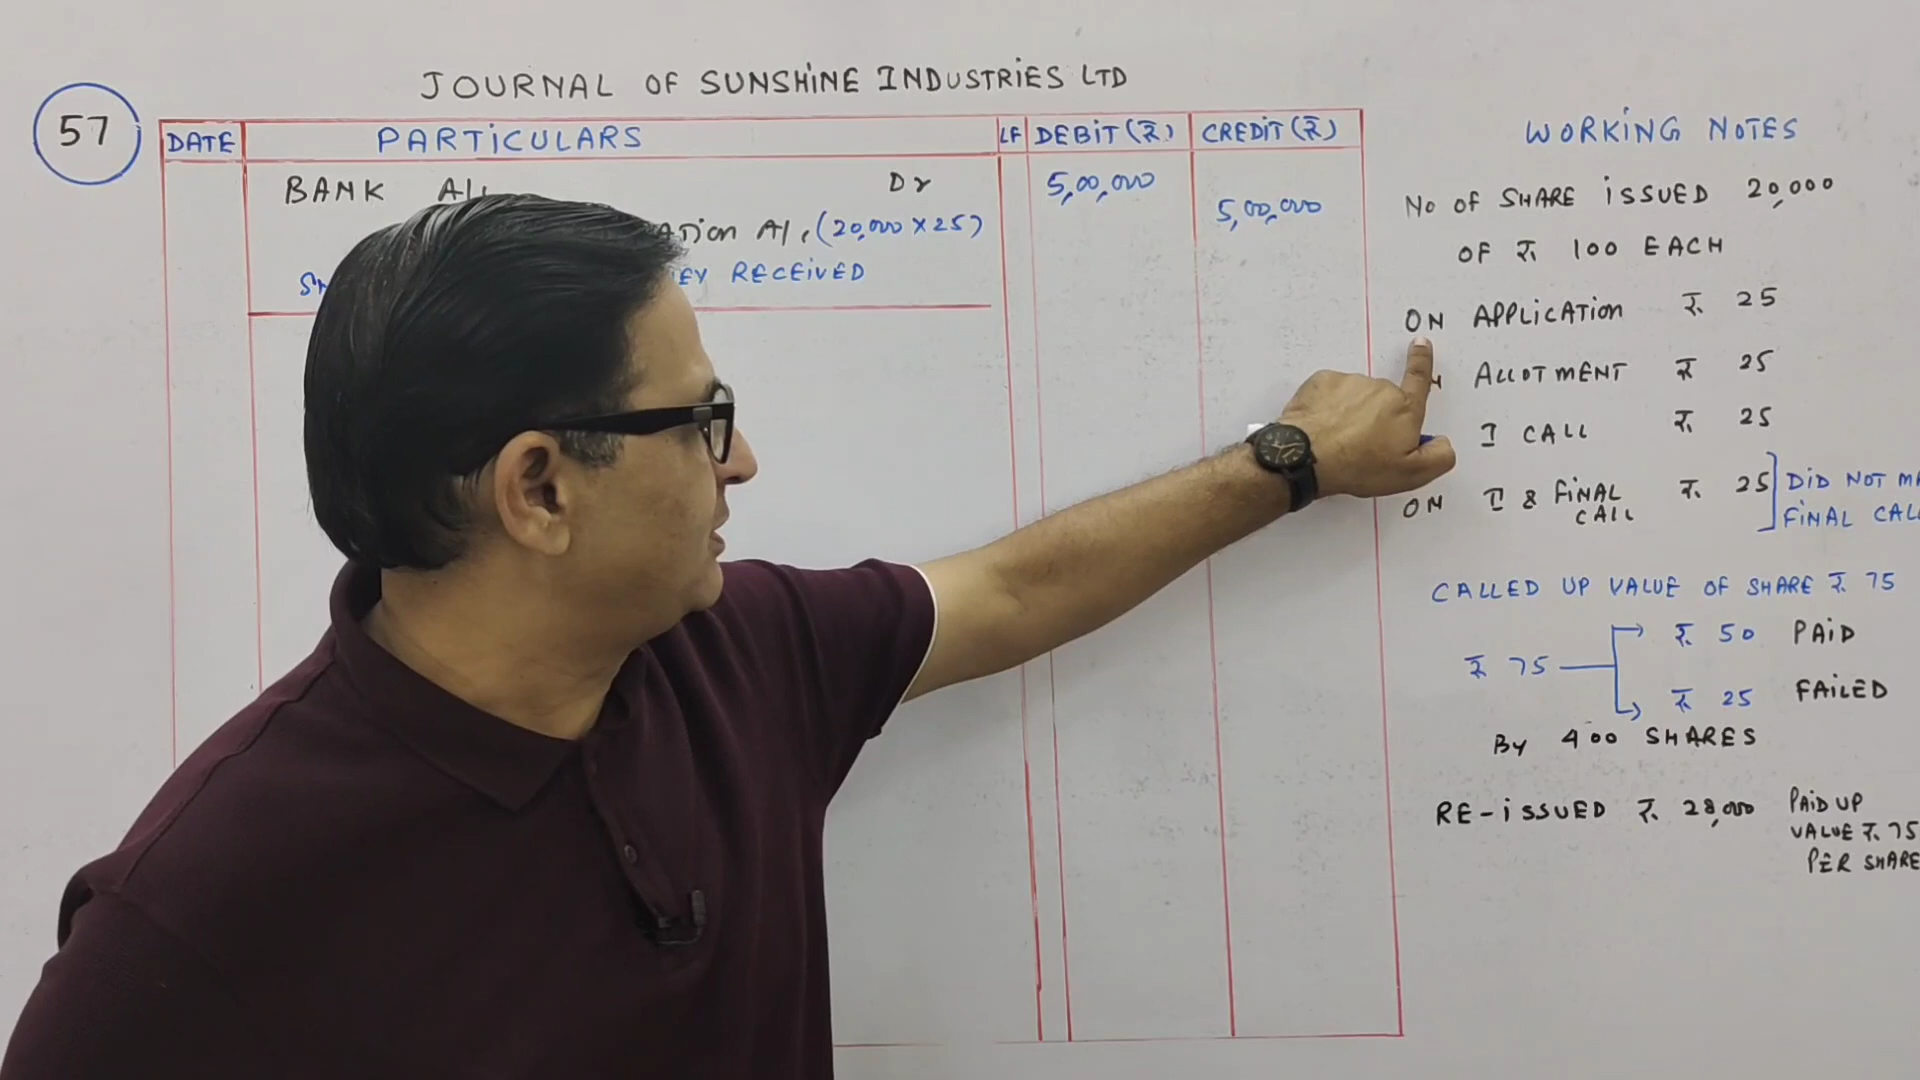 JOURNAL OF SUNSHINE INDUSTRIES LTD
57
DATE PARTICULARS LF DEBIT (₹) CREDIT (₹)
BANK A/c Dr 5,00,000
ATION A/c (20,000 × 25) 5,00,000
EY RECEIVED
WORKING NOTES
NO OF SHARE ISSUED 20,000
OF ₹. 100 EACH
ON APPLICATION ₹. 25
ALLOTMENT ₹ 25
I CALL ₹. 25
ON II & FINAL CALL ₹. 25
DID NOT MA
FINAL CAL
CALLED UP VALUE OF SHARE ₹ 75
₹ 75
₹. 50 PAID
₹. 25 FAILED
BY 400 SHARES
RE-ISSUED ₹. 28,000 PAID UP
VALUE ₹. 75
PER SHARE